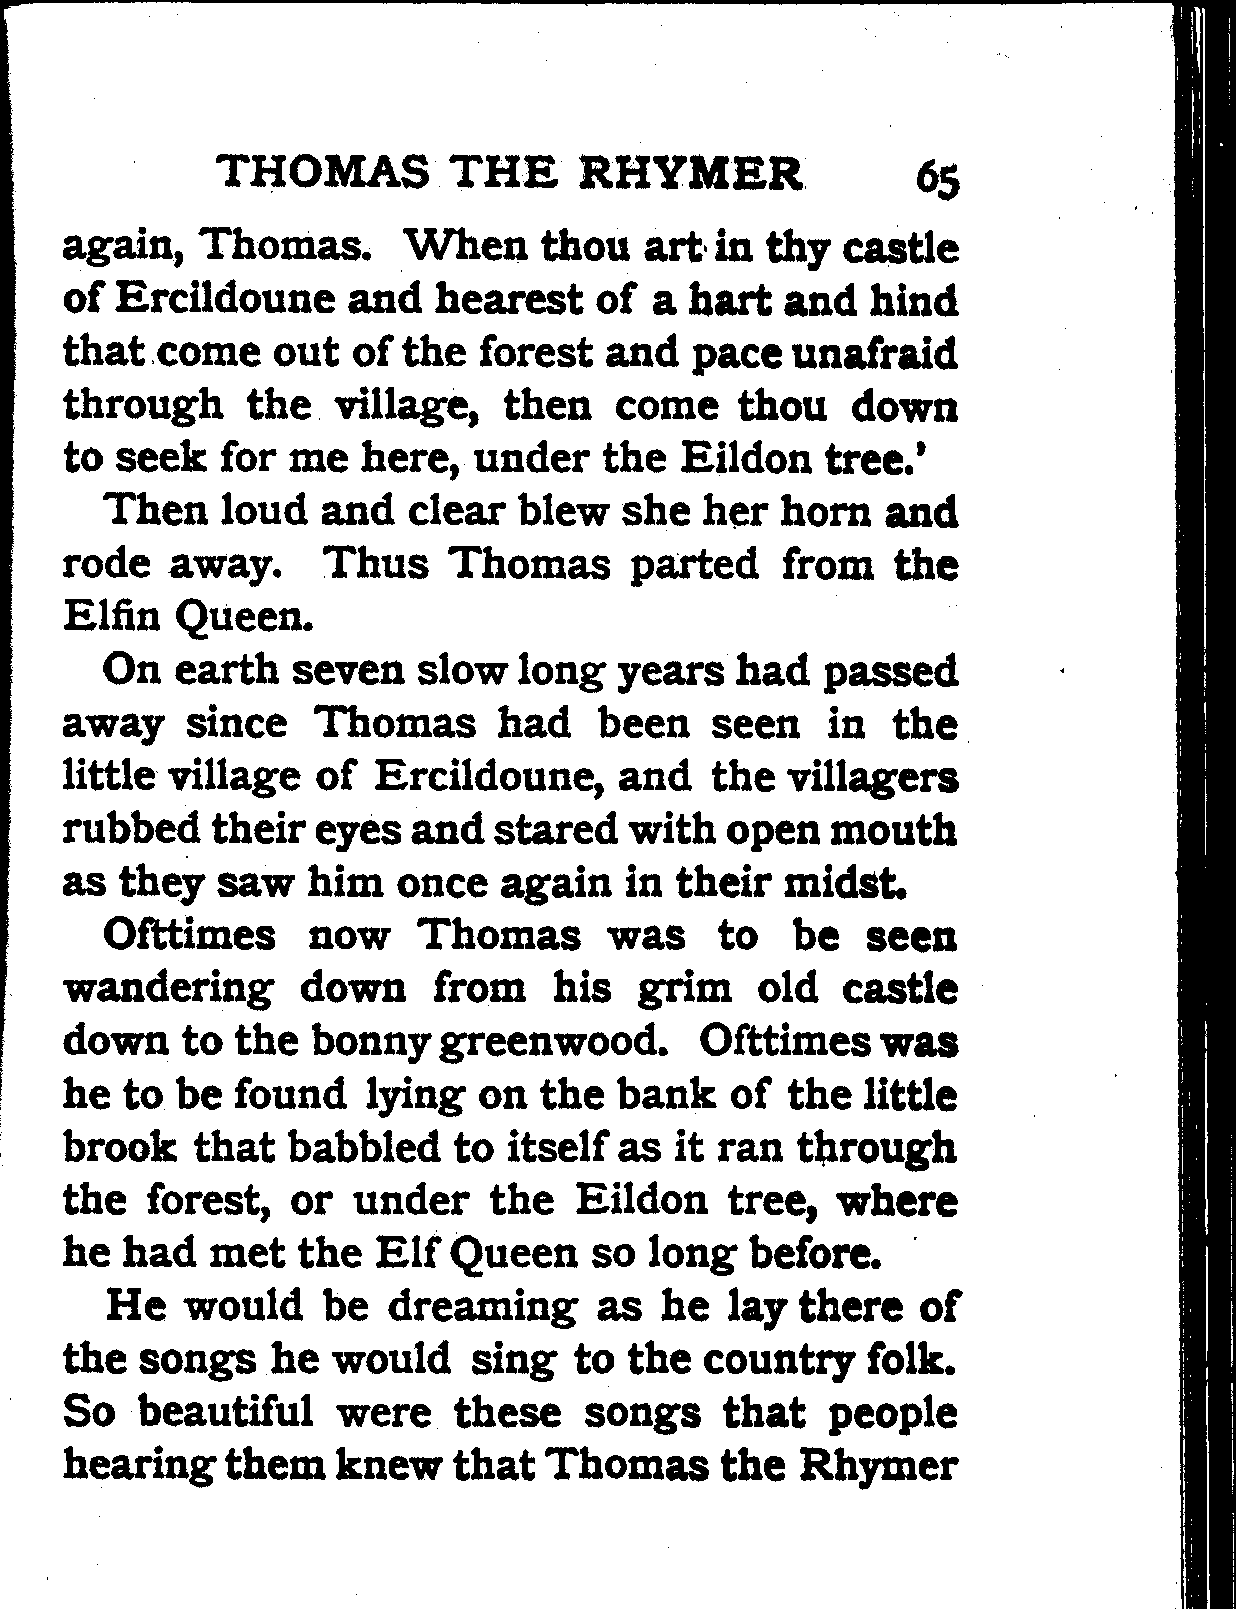 THOMAS THE RHYMER 65
again, Thomas. When thou art in thy castle
of Ercildoune and hearest of a hart and hind
that come out of the forest and pace unafraid
through the village, then come thou down
to seek for me here, under the Eildon tree.'
Then loud and clear blew she her horn and
rode away. Thus Thomas parted from the
Elfin Queen.
On earth seven slow long years had passed
away since Thomas had been seen in the
little village of Ercildoune, and the villagers
rubbed their eyes and stared with open mouth
as they saw him once again in their midst.
Ofttimes now Thomas was to be seen
wandering down from his grim old castle
down to the bonny greenwood. Ofttimes was
he to be found lying on the bank of the little
brook that babbled to itself as it ran through
the forest, or under the Eildon tree, where
he had met the Elf Queen so long before.
He would be dreaming as he lay there of
the songs he would sing to the country folk.
So beautiful were these songs that people
hearing them knew that Thomas the Rhymer